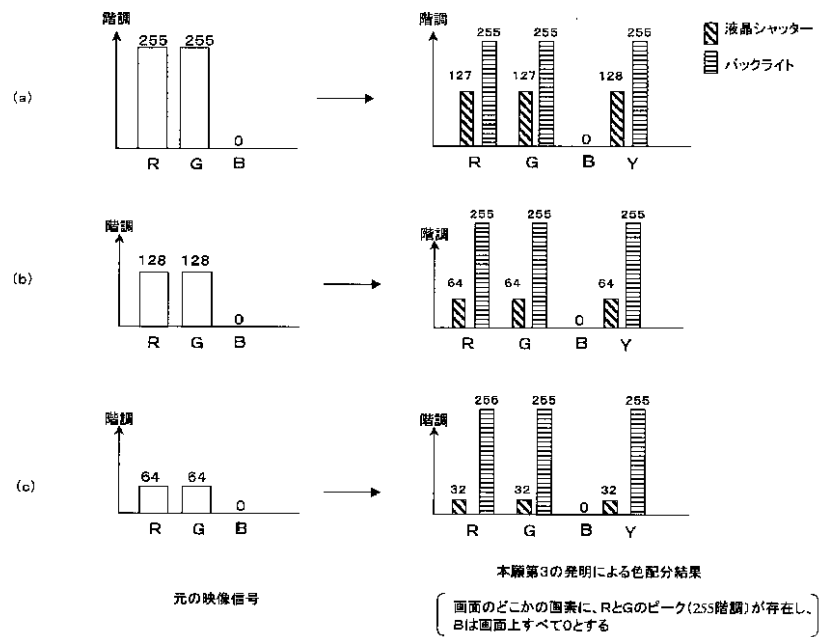 階調
255 255
0
R G B
(a)
階調
255 255 255
127 127 128
0
R G B Y
液晶シャッター
バックライト
階調
128 128
0
R G B
(b)
階調
255 255 255
64 64 64
0
R G B Y
階調
64 64
0
R G B
(c)
階調
256 255 255
32 32 32
0
R G B Y
元の映像信号
本願第3の発明による色配分結果
画面のどこかの画素に、RとGのピーク(255階調)が存在し、
Bは画面上すべて0とする